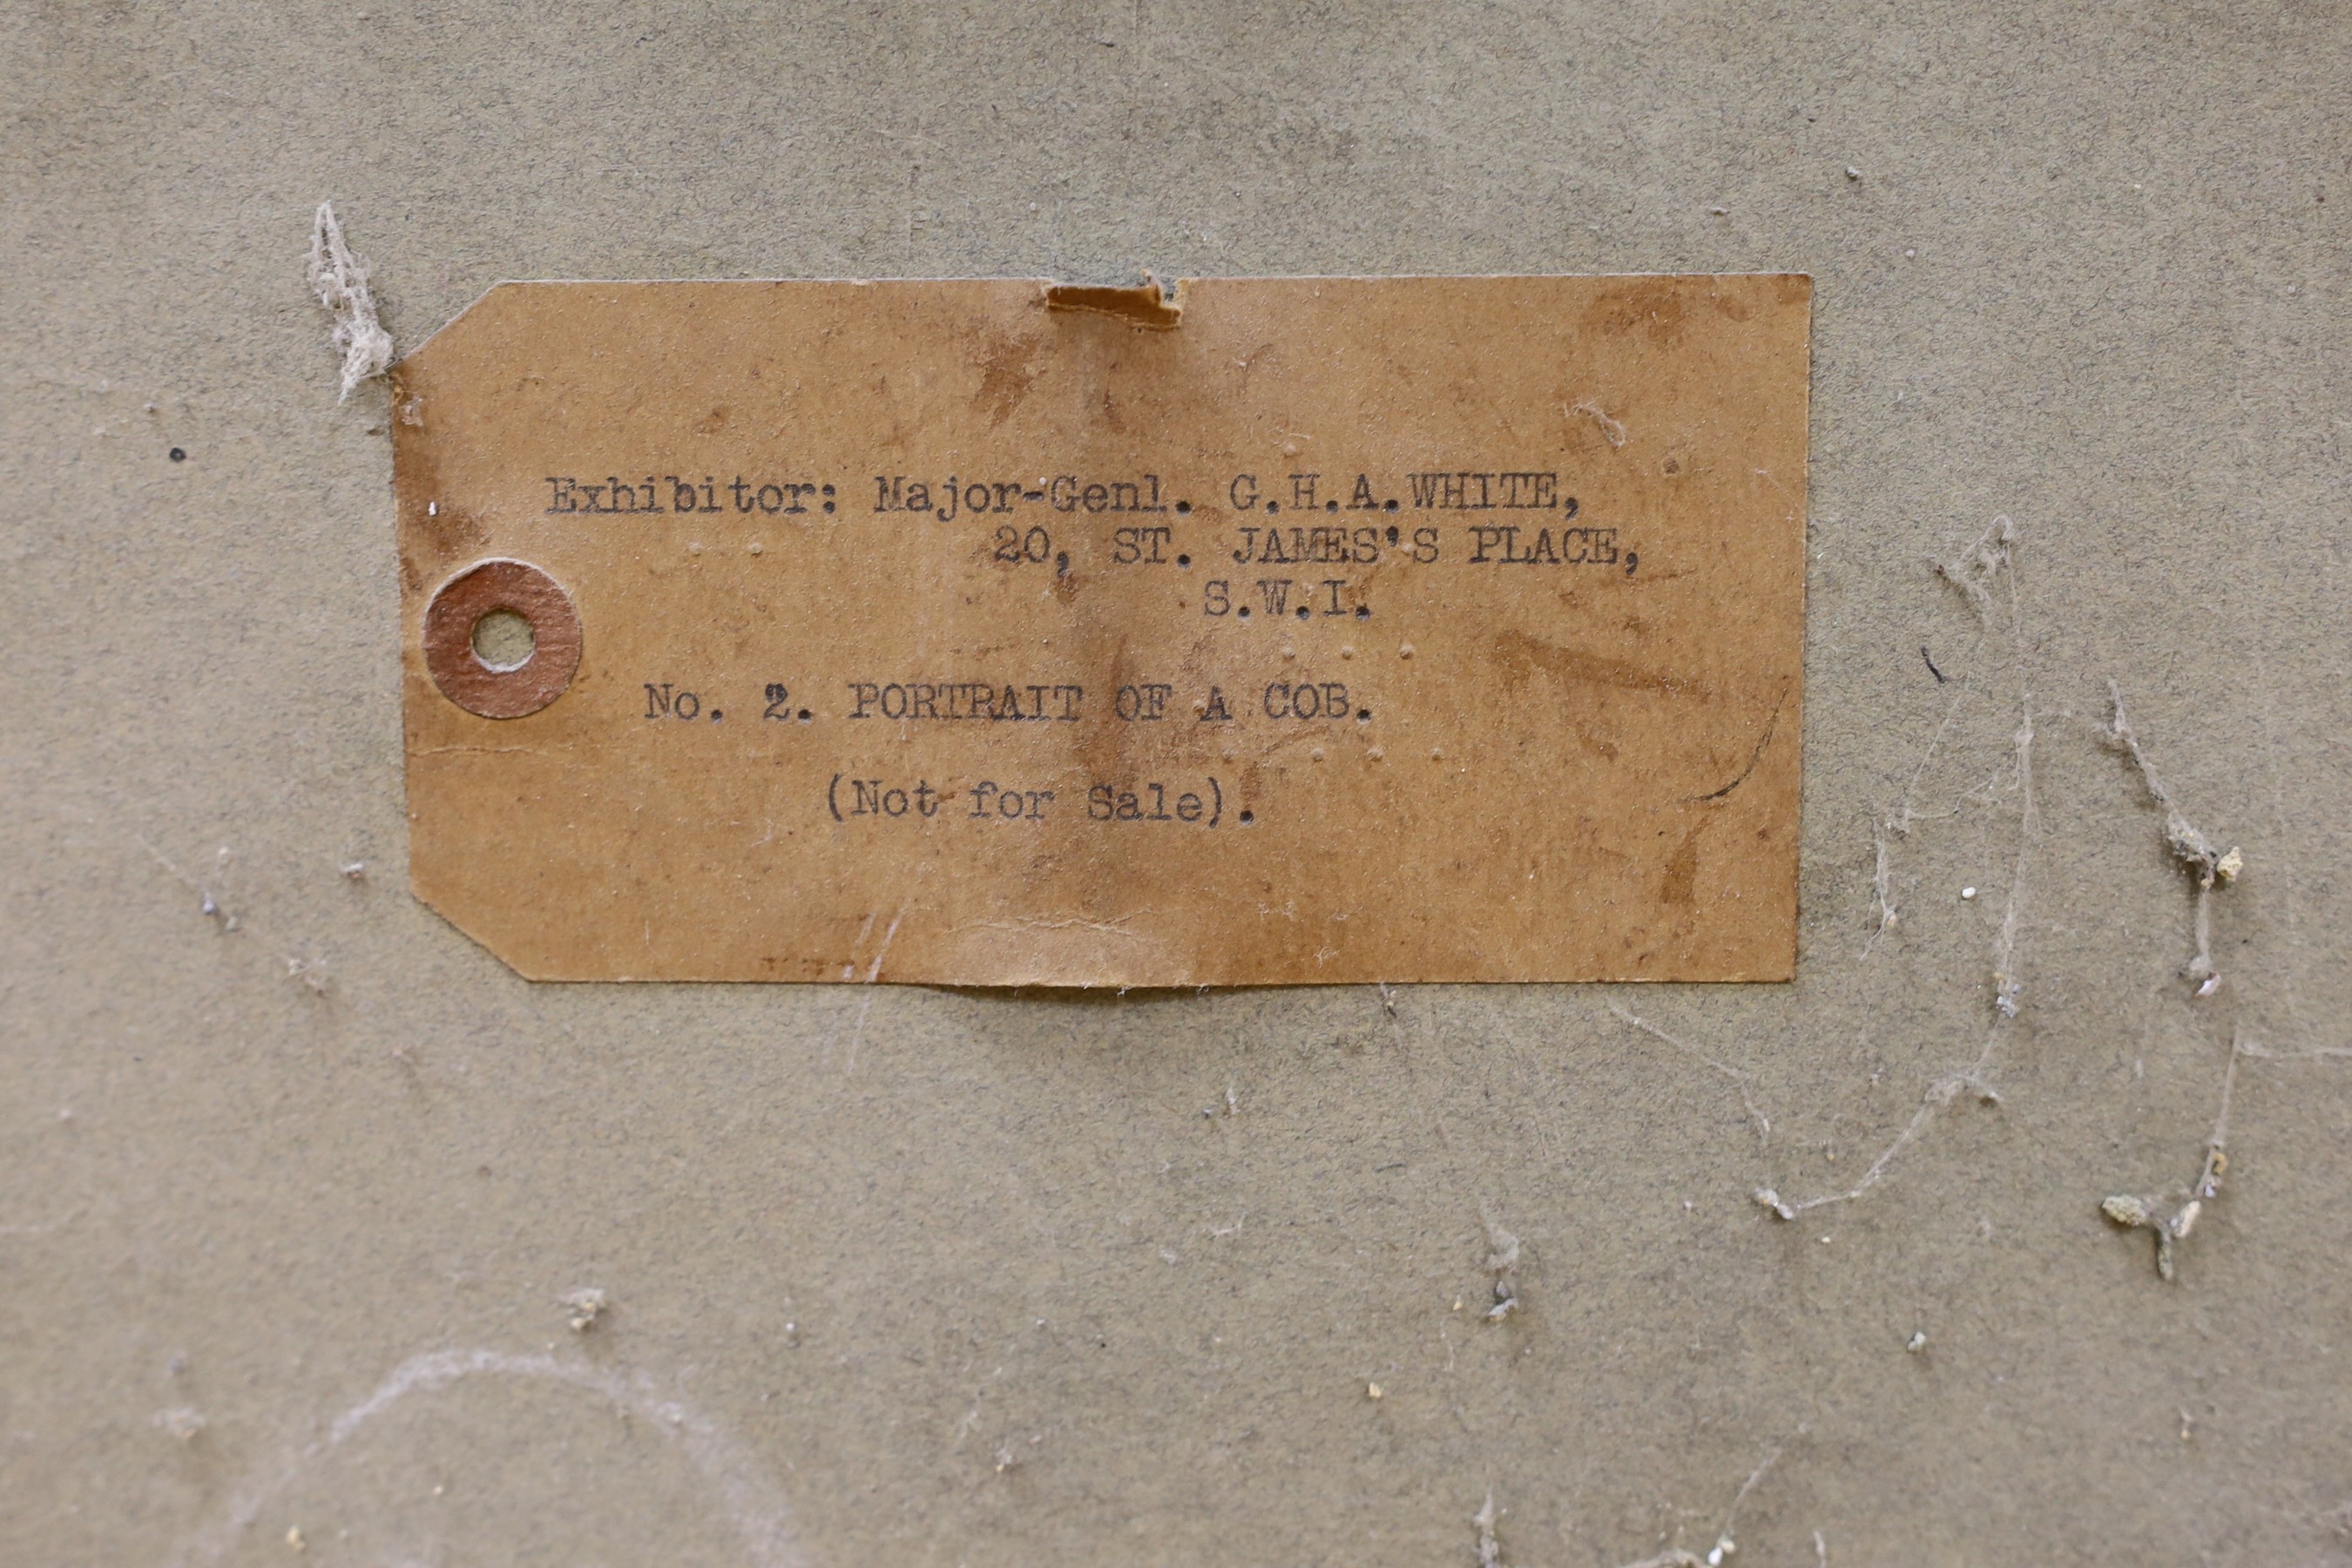 Exhibitor: Major-Genl. G.H.A.WHITE,
20, ST. JAMES'S PLACE,
S.W.I.
No. 2. PORTRAIT OF A COB.
(Not for Sale).